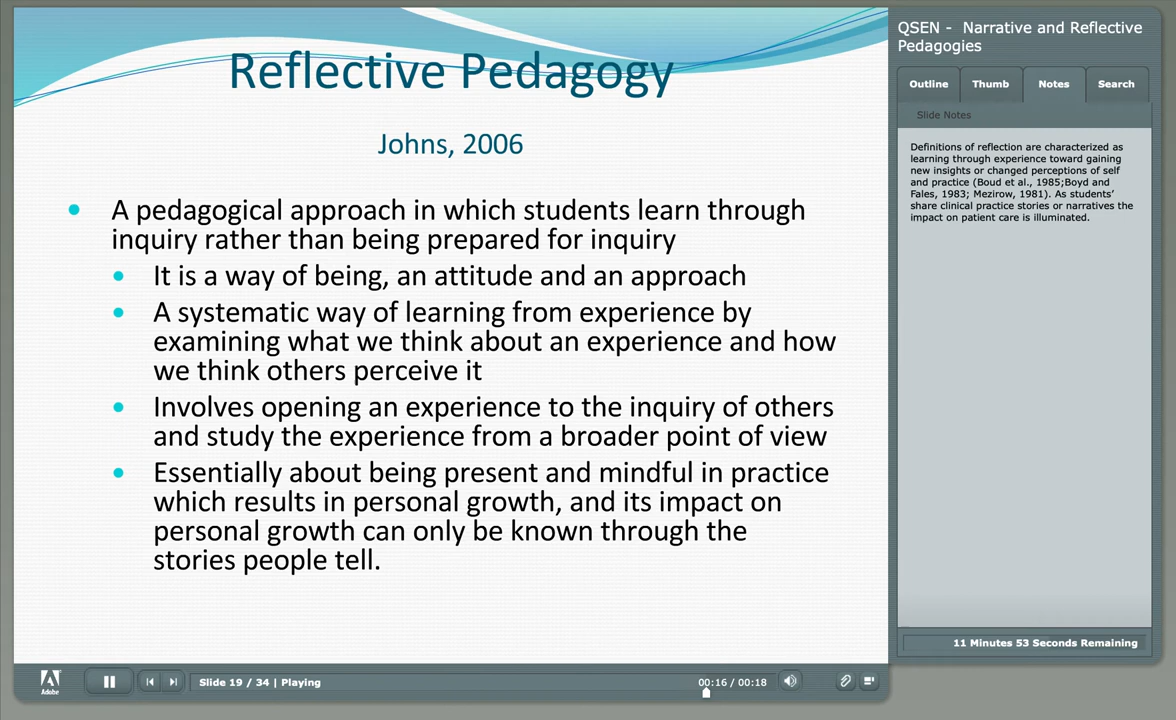 Reflective Pedagogy
Johns, 2006
• A pedagogical approach in which students learn through
inquiry rather than being prepared for inquiry
• It is a way of being, an attitude and an approach
• A systematic way of learning from experience by
examining what we think about an experience and how
we think others perceive it
• Involves opening an experience to the inquiry of others
and study the experience from a broader point of view
• Essentially about being present and mindful in practice
which results in personal growth, and its impact on
personal growth can only be known through the
stories people tell.
QSEN - Narrative and Reflective
Pedagogies
Outline Thumb Notes Search
Slide Notes
Definitions of reflection are characterized as
learning through experience toward gaining
new insights or changed perceptions of self
and practice (Boud et al., 1985;Boyd and
Fales, 1983; Mezirow, 1981). As students’
share clinical practice stories or narratives the
impact on patient care is illuminated.
11 Minutes 53 Seconds Remaining
Adobe
Slide 19 / 34 | Playing
00:16 / 00:18